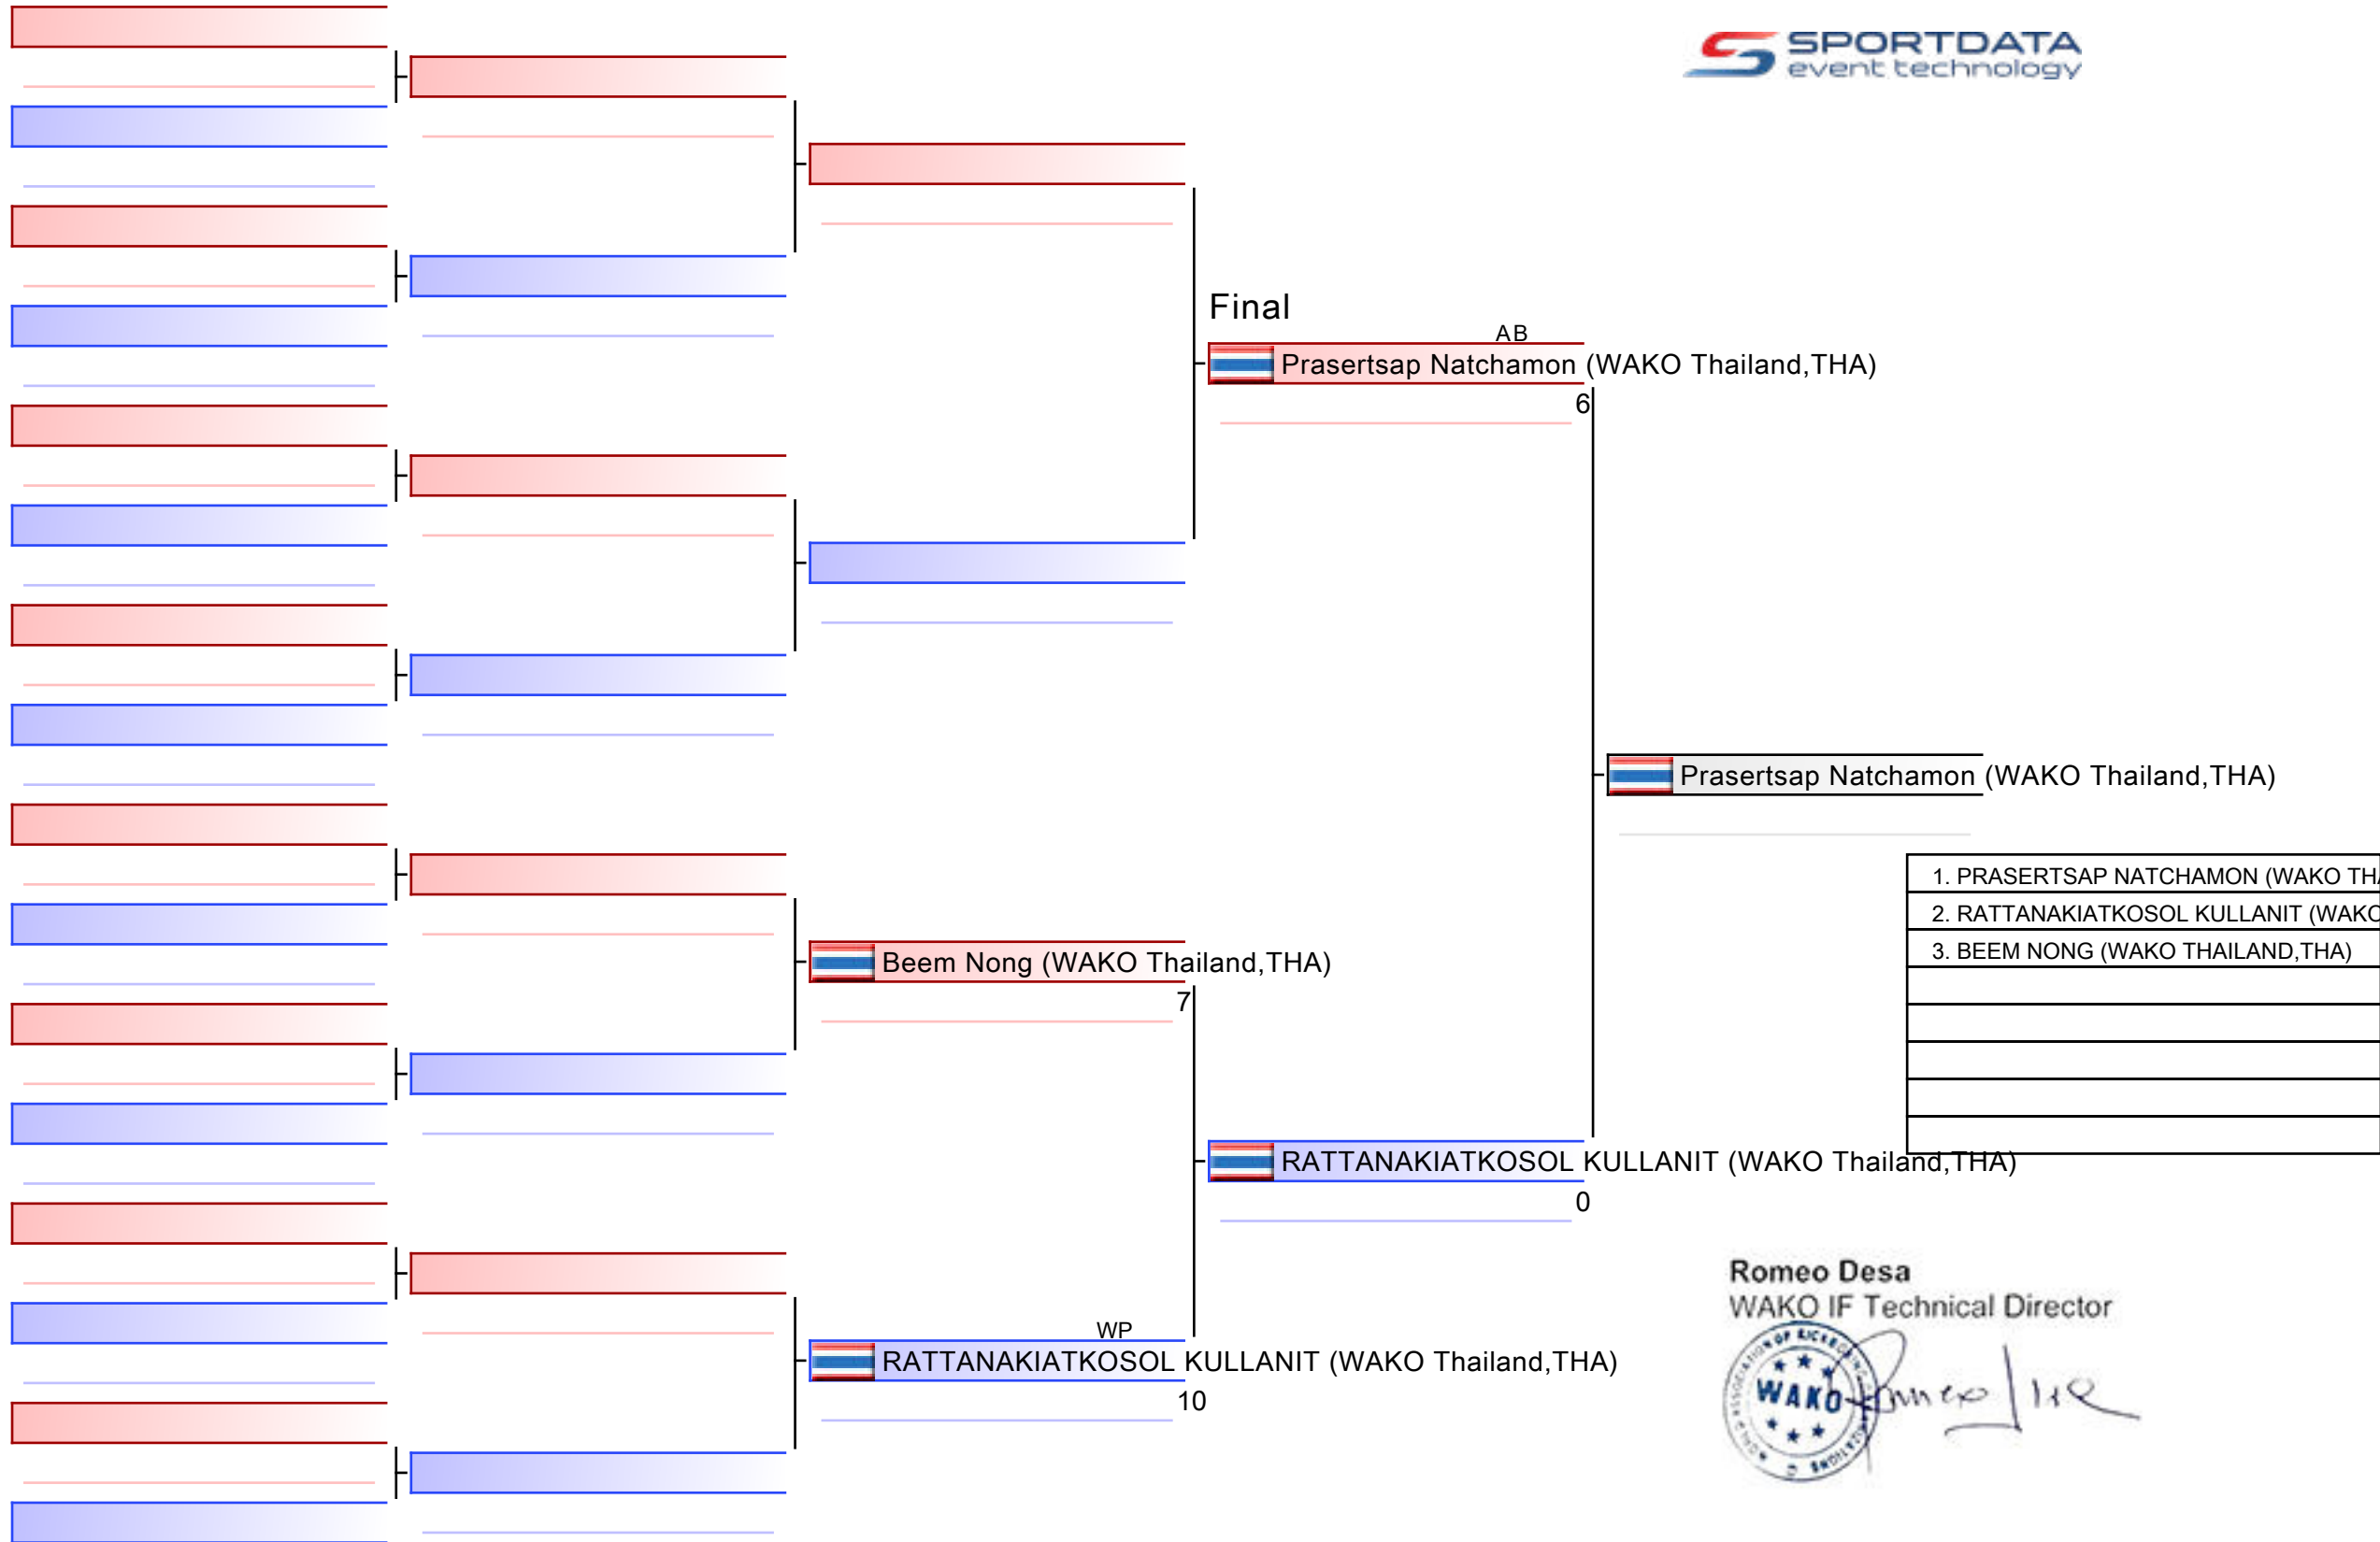 SPORTDATA
event technology
Final
AB
Prasertsap Natchamon (WAKO Thailand,THA)
6
Prasertsap Natchamon (WAKO Thailand,THA)
1. PRASERTSAP NATCHAMON (WAKO THA
2. RATTANAKIATKOSOL KULLANIT (WAKO
3. BEEM NONG (WAKO THAILAND,THA)
Beem Nong (WAKO Thailand,THA)
7
RATTANAKIATKOSOL KULLANIT (WAKO Thailand,THA)
0
WP
RATTANAKIATKOSOL KULLANIT (WAKO Thailand,THA)
10
Romeo Desa
WAKO IF Technical Director
WAKO